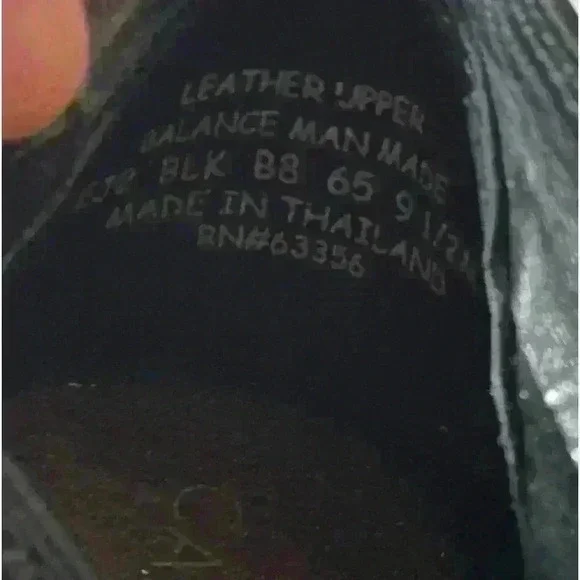 LEATHER UPPER
BALANCE MAN MADE
BLK B8 65 9 1/2
MADE IN THAILAND
RN#63356